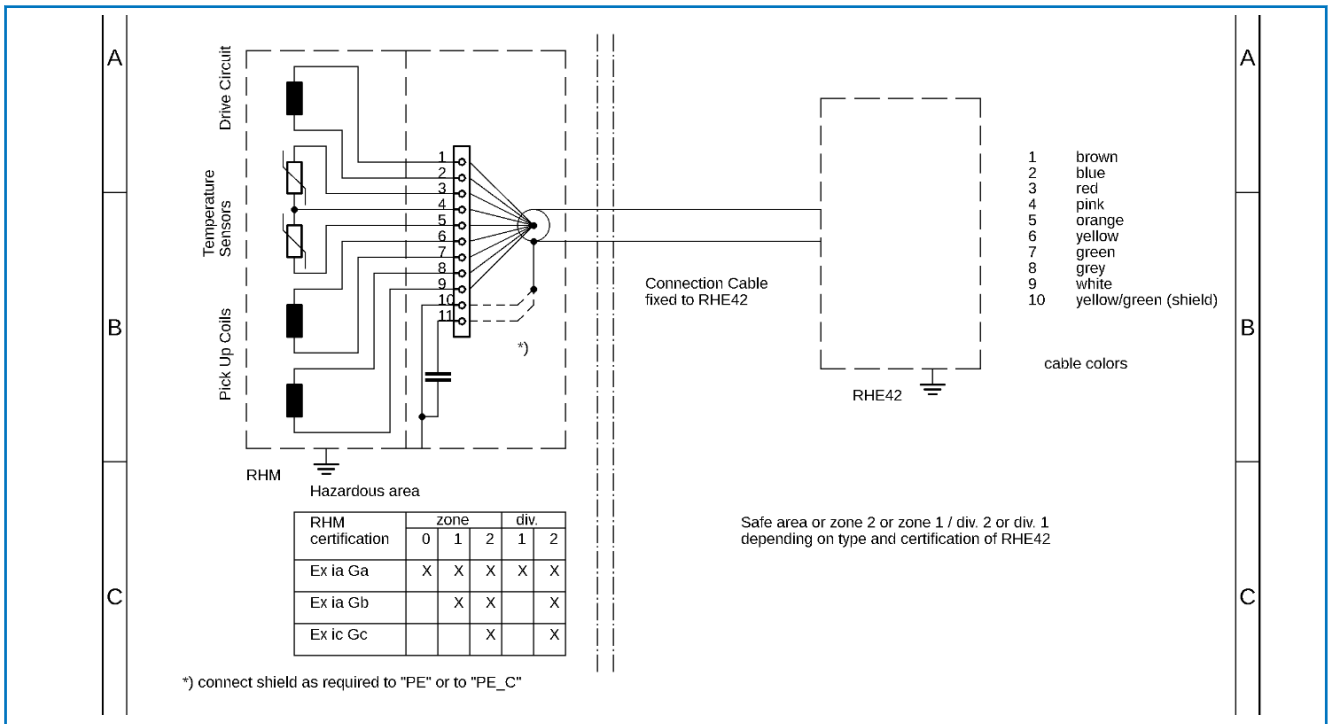 A
A
Drive Circuit
Temperature
Sensors
Pick Up Coils
1
2
3
4
5
6
7
8
9
10
11
*)
Connection Cable
fixed to RHE42
RHE42
1 brown
2 blue
3 red
4 pink
5 orange
6 yellow
7 green
8 grey
9 white
10 yellow/green (shield)
cable colors
B
B
RHM
Hazardous area
RHM zone div.
certification 0 1 2 1 2
Ex ia Ga X X X X X
Ex ia Gb X X X
Ex ic Gc X X
Safe area or zone 2 or zone 1 / div. 2 or div. 1
depending on type and certification of RHE42
C
C
*) connect shield as required to "PE" or to "PE_C"